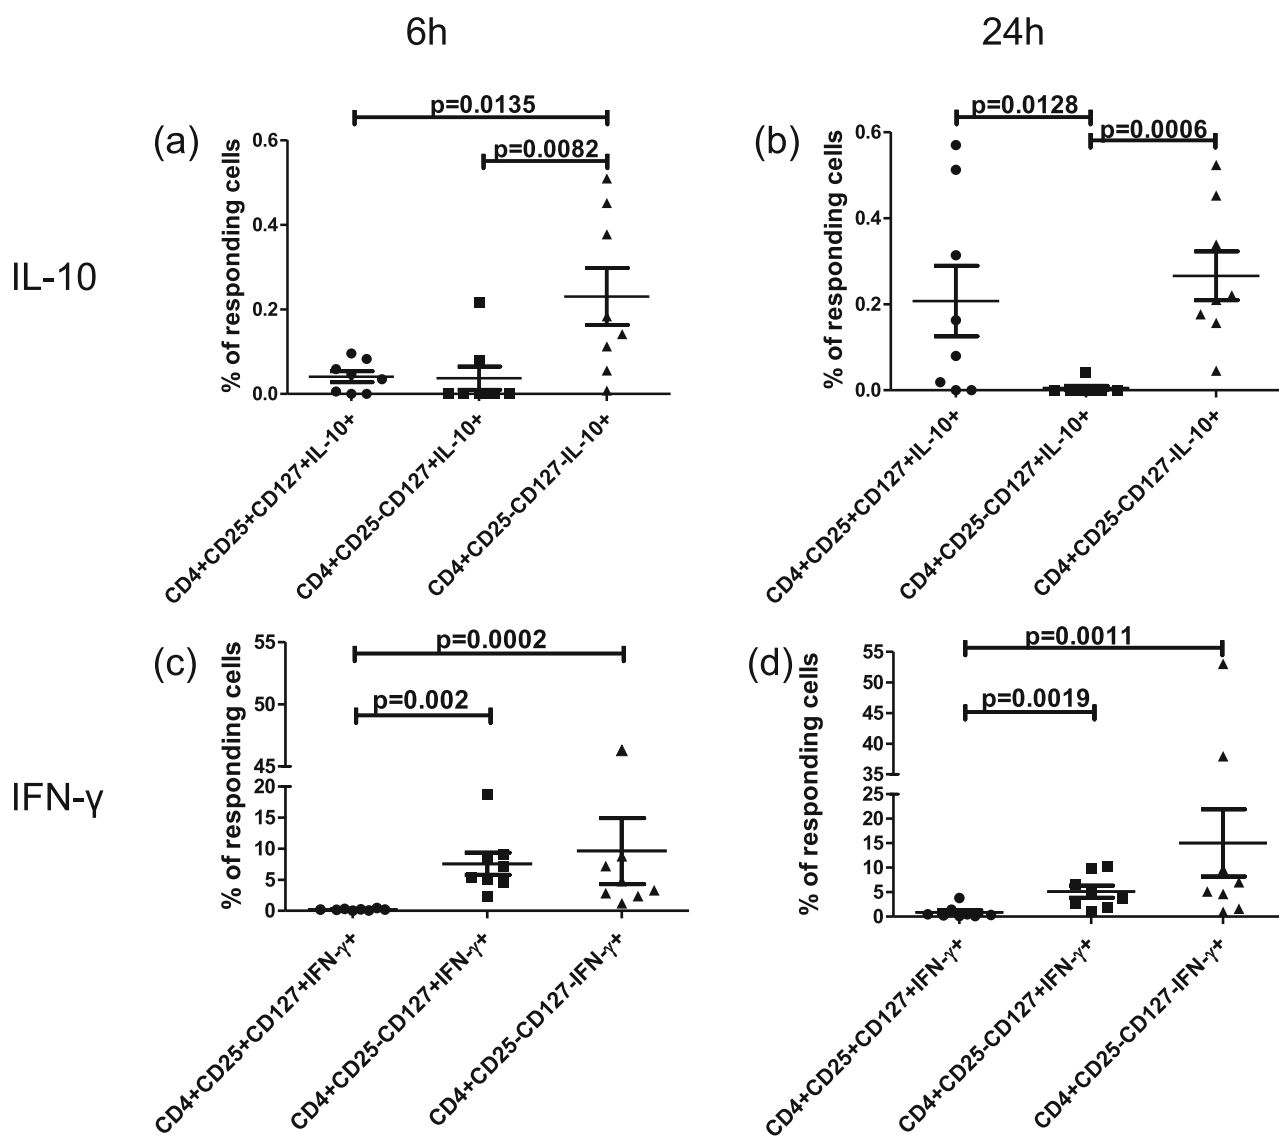 6h
24h
IL-10
(a)
p=0.0135
p=0.0082
% of responding cells
0.6
0.4
0.2
0.0
CD4+CD25+CD127+IL-10+
CD4+CD25-CD127+IL-10+
CD4+CD25-CD127-IL-10+
(b)
p=0.0128
p=0.0006
% of responding cells
0.6
0.4
0.2
0.0
CD4+CD25+CD127+IL-10+
CD4+CD25-CD127+IL-10+
CD4+CD25-CD127-IL-10+
IFN-γ
(c)
p=0.0002
p=0.002
% of responding cells
55
50
45
20
15
10
5
0
CD4+CD25+CD127+IFN-γ+
CD4+CD25-CD127+IFN-γ+
CD4+CD25-CD127-IFN-γ+
(d)
p=0.0011
p=0.0019
% of responding cells
55
50
45
40
35
25
20
15
10
5
0
CD4+CD25+CD127+IFN-γ+
CD4+CD25-CD127+IFN-γ+
CD4+CD25-CD127-IFN-γ+